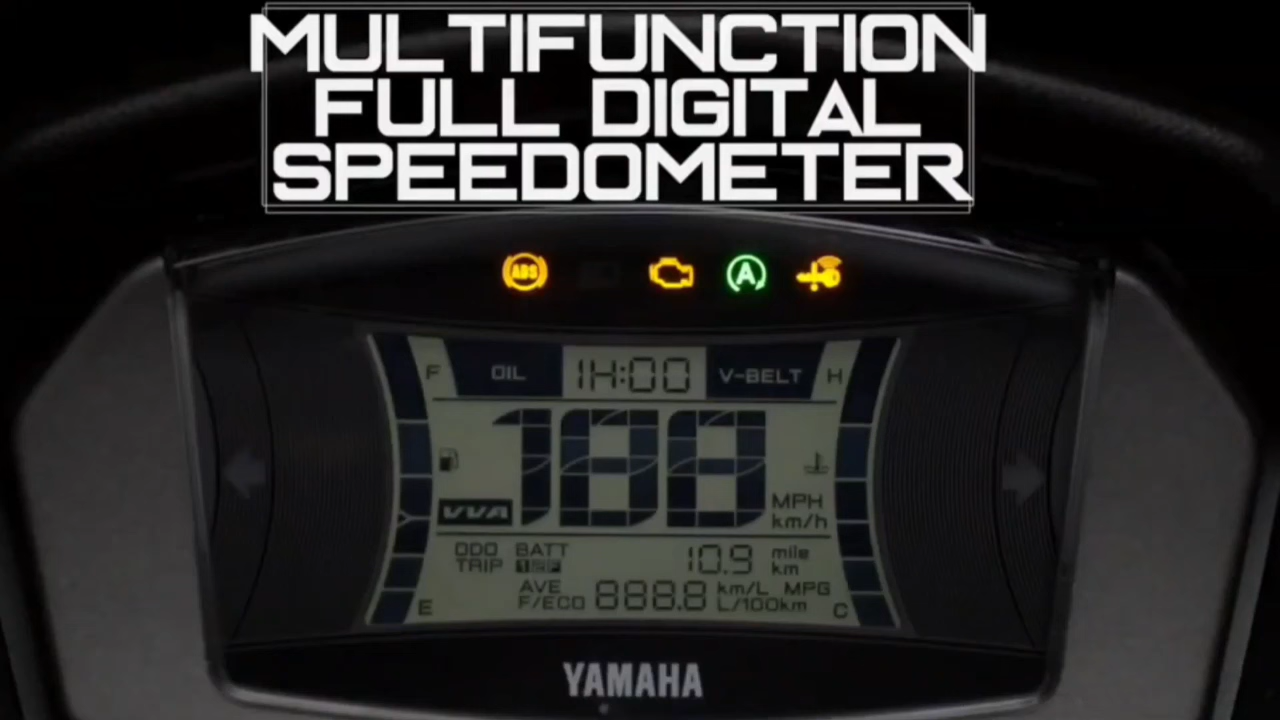 MULTIFUNCTION
FULL DIGITAL
SPEEDOMETER
ABS A
F OIL 1H:00 V-BELT H
188
VVA MPH
km/h
ODO BATT 10.9 mile
TRIP 12F km
AVE km/L MPG
F/ECO 888.8 L/100km
E C
YAMAHA